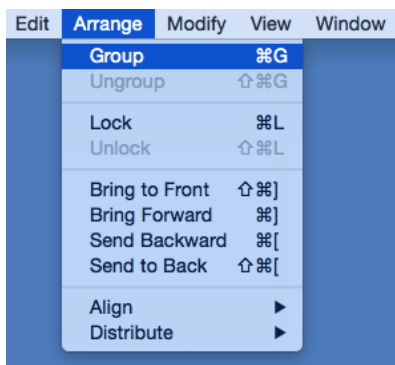 Edit Arrange Modify View Window
Group ⌘G
Ungroup ⇧⌘G
Lock ⌘L
Unlock ⇧⌘L
Bring to Front ⇧⌘]
Bring Forward ⌘]
Send Backward ⌘[
Send to Back ⇧⌘[
Align ▶
Distribute ▶